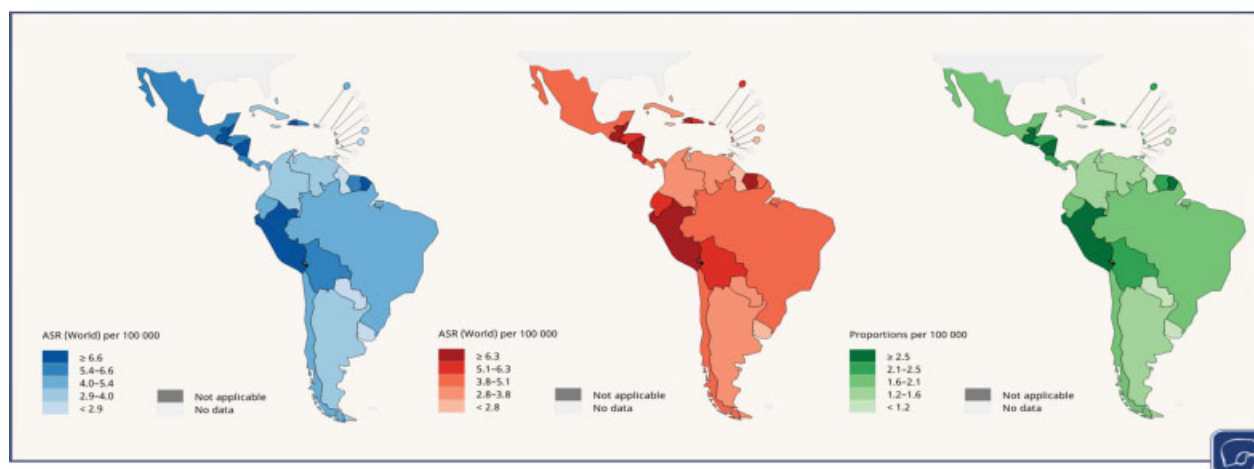 ASR (World) per 100 000
≥ 6.6
5.4–6.6
4.0–5.4
2.9–4.0
< 2.9
Not applicable
No data
ASR (World) per 100 000
≥ 6.3
5.1–6.3
3.8–5.1
2.8–3.8
< 2.8
Not applicable
No data
Proportions per 100 000
≥ 2.5
2.1–2.5
1.6–2.1
1.2–1.6
< 1.2
Not applicable
No data